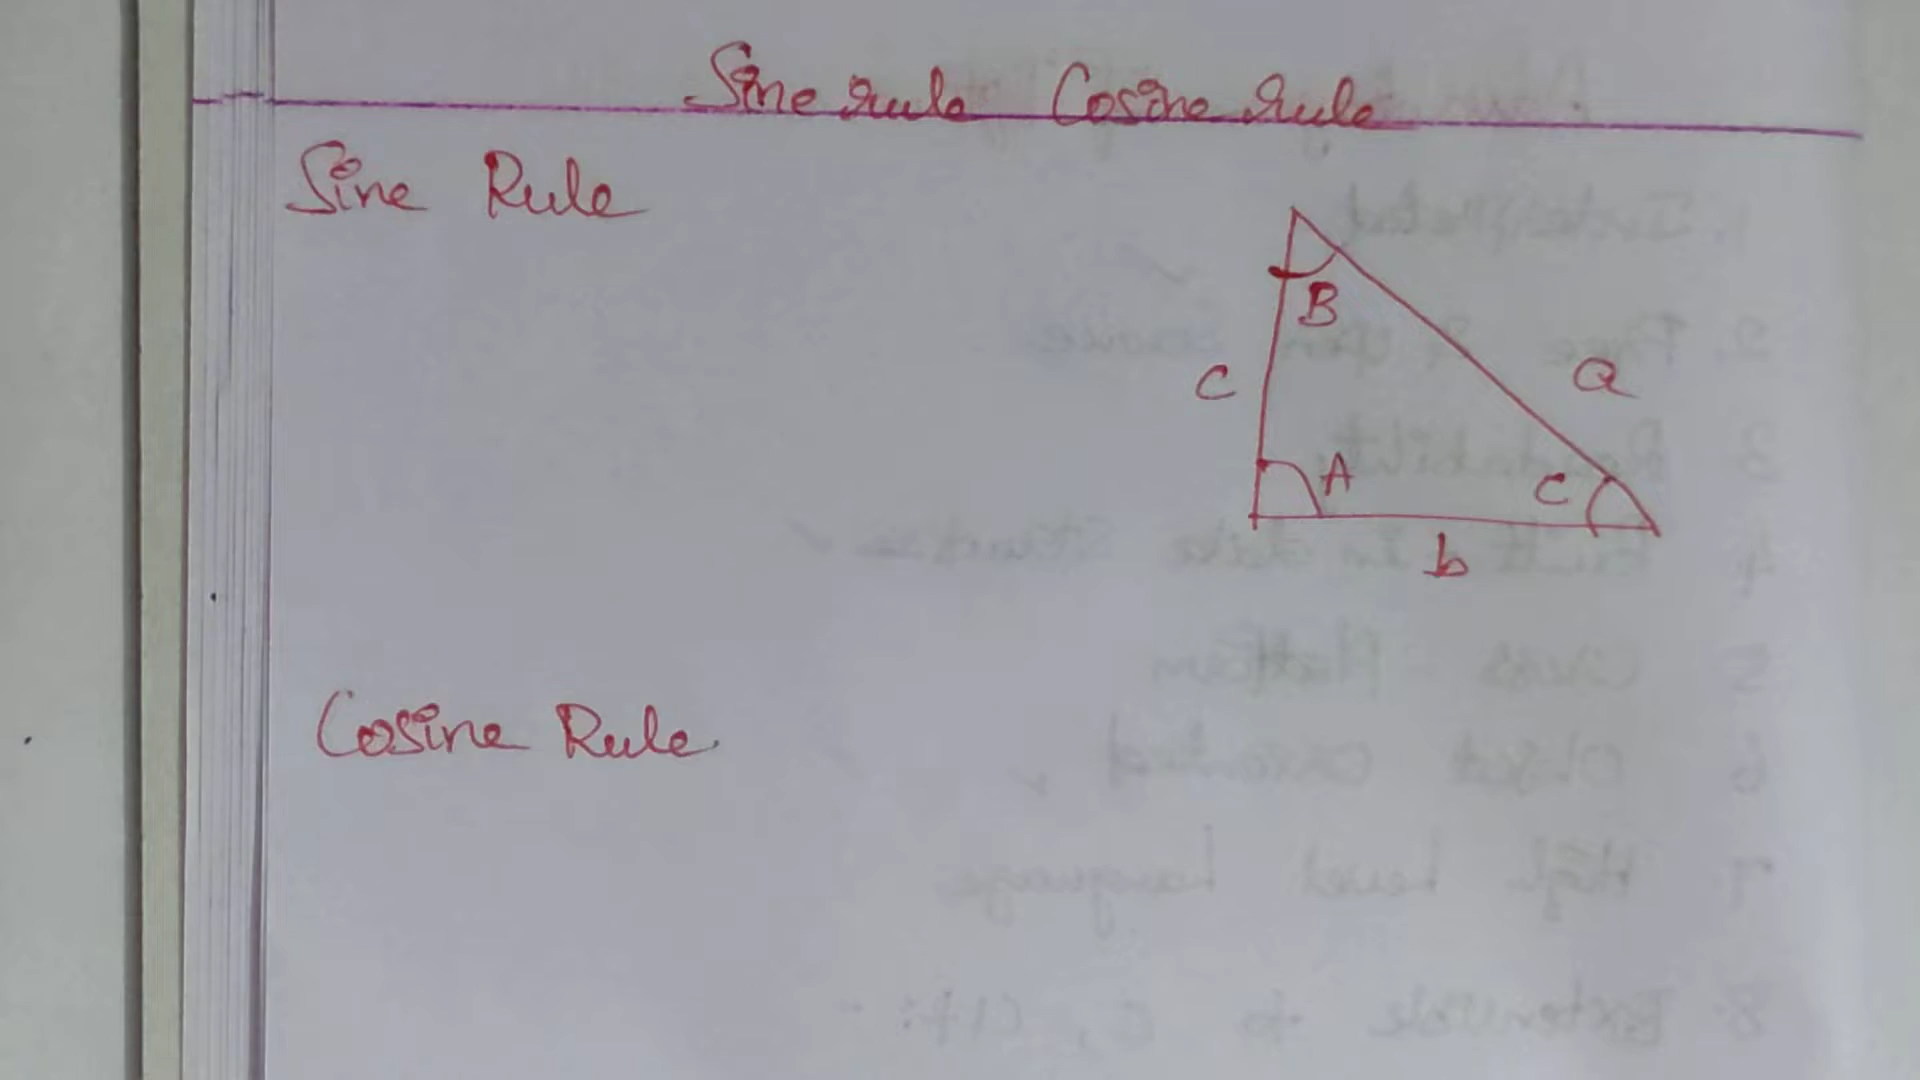 Sine rule Cosine rule
Sine Rule
B
c
a
A
C
b
Cosine Rule